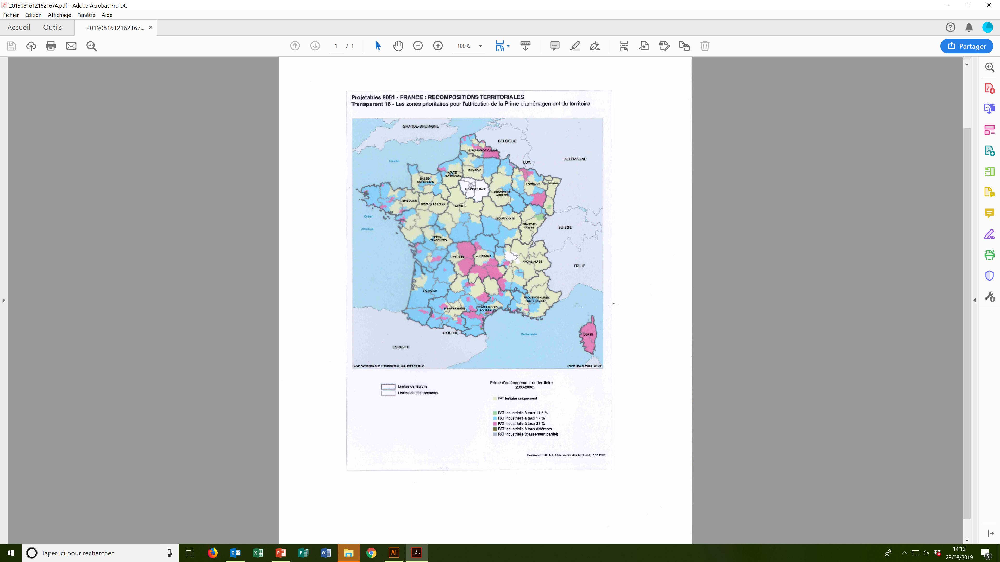 20190816121621674.pdf - Adobe Acrobat Pro DC
Fichier Edition Affichage Fenêtre Aide
Accueil Outils 2019081612162167...
1 / 1 100% Partager
Projetables 8051 - FRANCE : RECOMPOSITIONS TERRITORIALES
Transparent 16 - Les zones prioritaires pour l'attribution de la Prime d'aménagement du territoire
GRANDE-BRETAGNE
BELGIQUE
NORD-PAS-DE-CALAIS
ALLEMAGNE
Manche
LUX.
PICARDIE
HAUTE-
NORMANDIE
BASSE-
NORMANDIE
ALSACE
LORRAINE
ILE-DE-FRANCE
CHAMPAGNE-
ARDENNE
BRETAGNE
PAYS DE LA LOIRE
CENTRE
Océan
Atlantique
BOURGOGNE
FRANCHE-
COMTE
SUISSE
POITOU-
CHARENTES
LIMOUSIN
AUVERGNE
RHONE-ALPES
ITALIE
AQUITAINE
PROVENCE-ALPES-
COTE D'AZUR
MIDI-PYRENEES
LANGUEDOC-
ROUSSILLON
ANDORRE
Méditerranée
CORSE
ESPAGNE
Fonds cartographiques : Francièmes © Tous droits réservés
Source des données : DATAR
Limites de régions
Limites de départements
Prime d'aménagement du territoire
(2000-2006)
PAT tertiaire uniquement
PAT industrielle à taux 11,5 %
PAT industrielle à taux 17 %
PAT industrielle à taux 23 %
PAT industrielle à taux différents
PAT industrielle (classement partiel)
Réalisation : DATAR - Observatoire des Territoires, 01/01/2005
Taper ici pour rechercher
14:12
23/08/2019
5